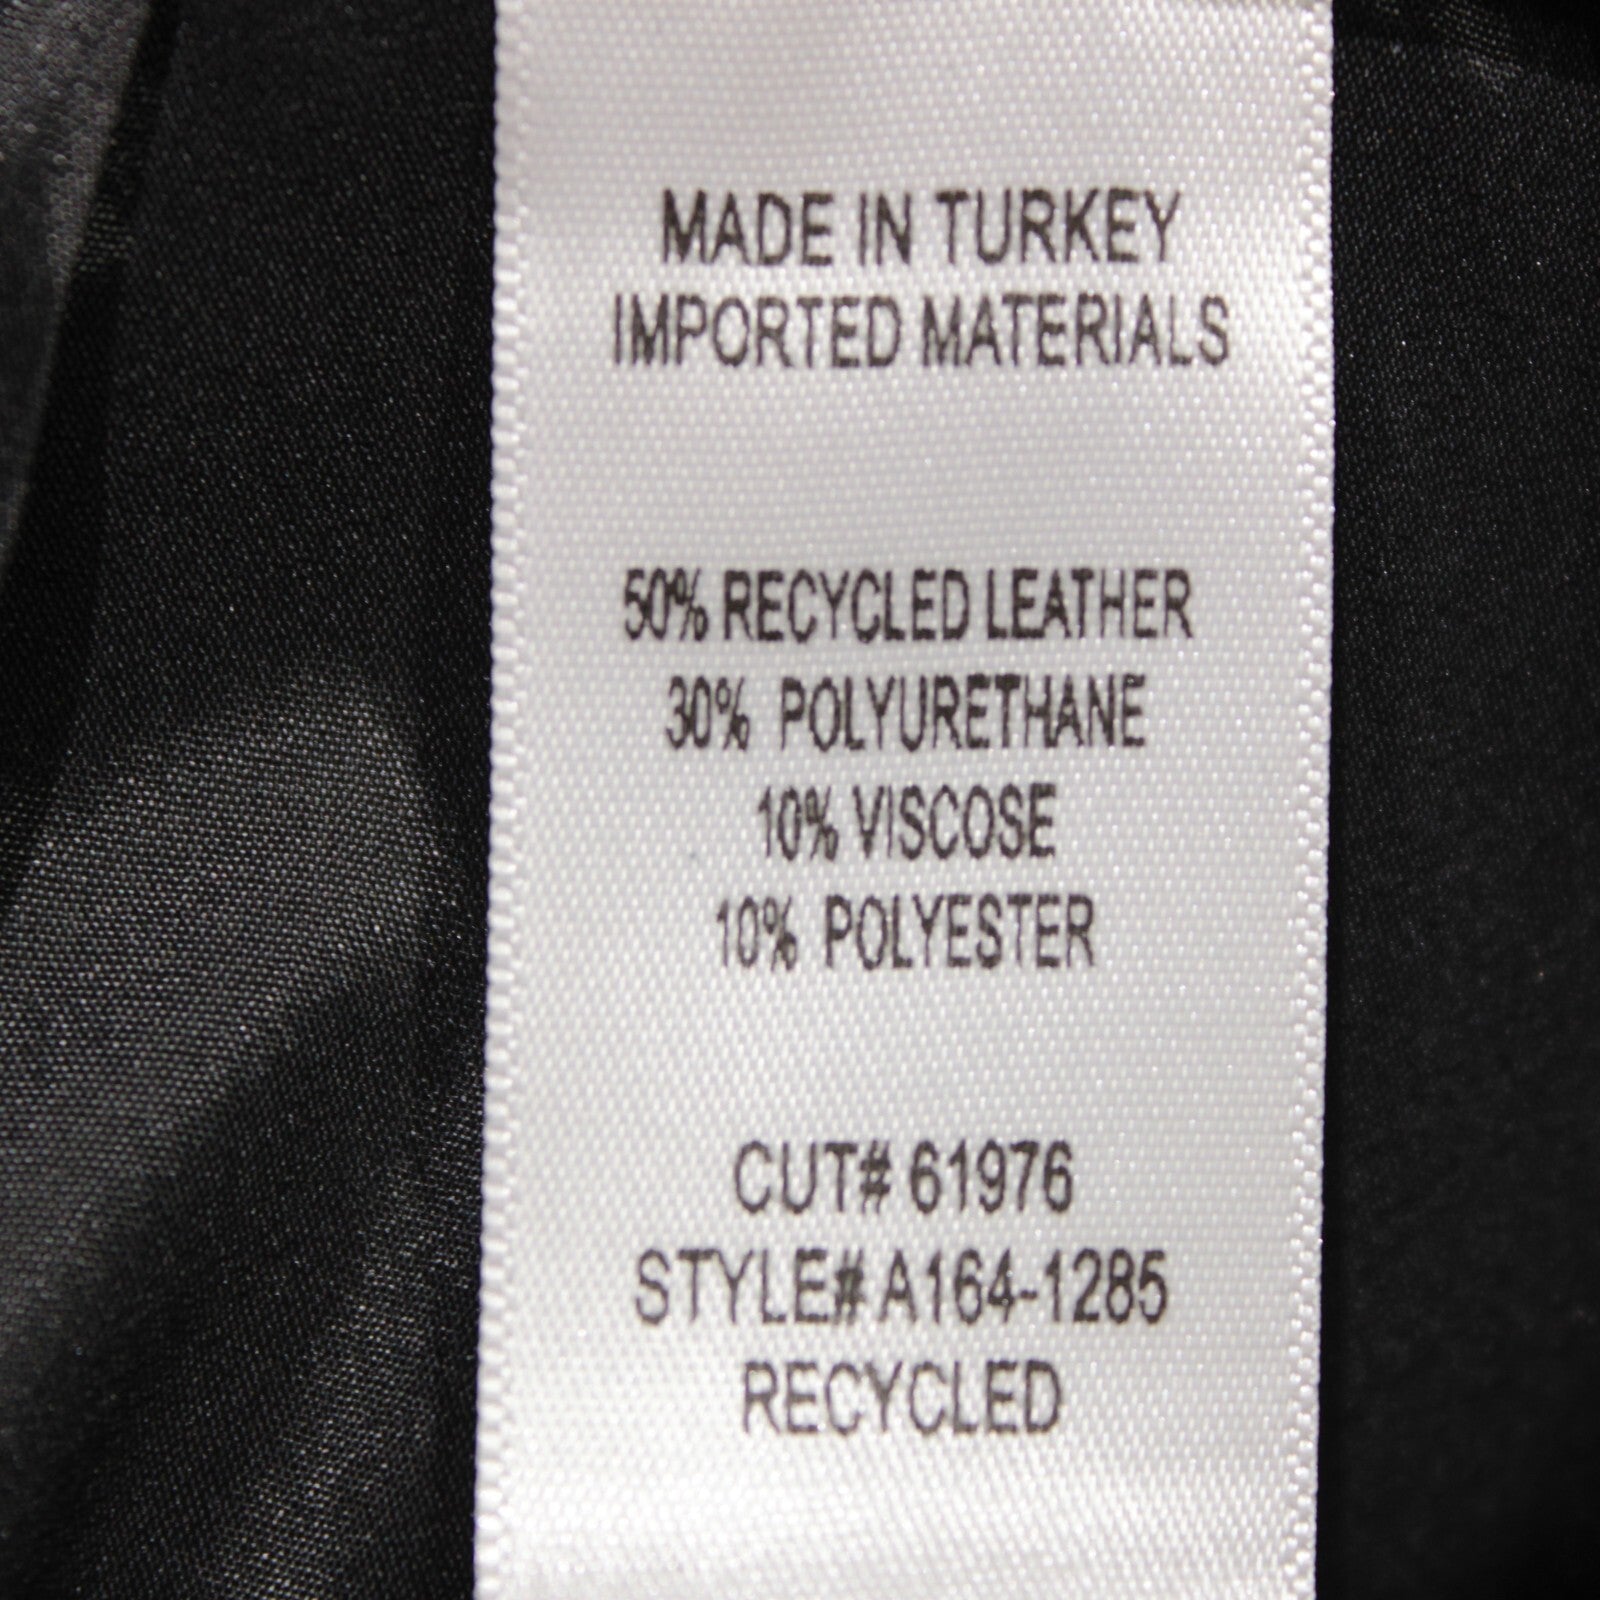 MADE IN TURKEY
IMPORTED MATERIALS
50% RECYCLED LEATHER
30% POLYURETHANE
10% VISCOSE
10% POLYESTER
CUT# 61976
STYLE# A164-1285
RECYCLED